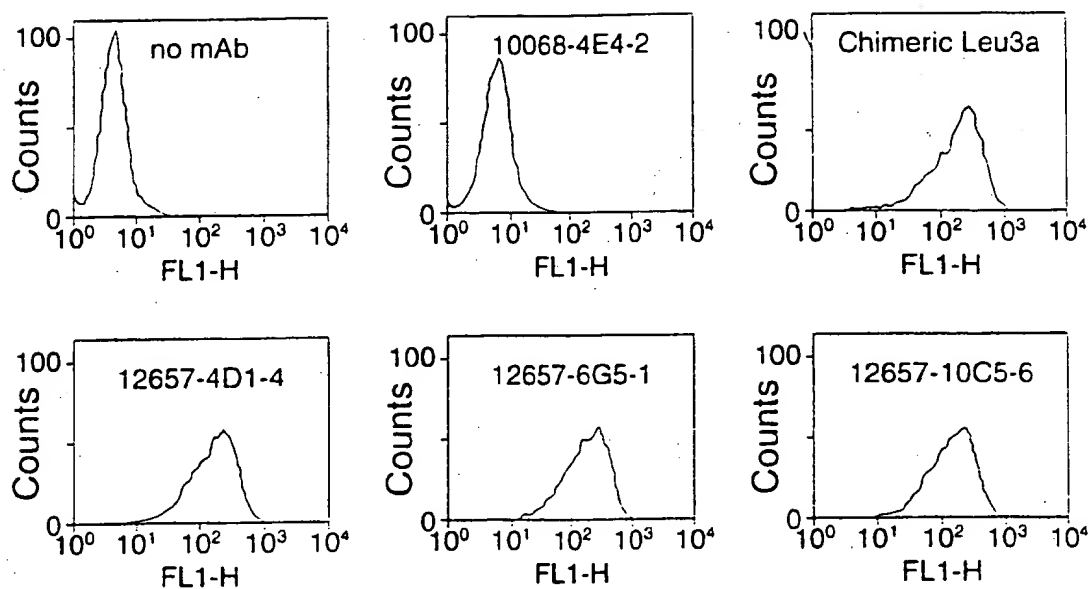 no mAb
100
Counts
0
10⁰ 10¹ 10² 10³ 10⁴
FL1-H
10068-4E4-2
100
Counts
0
10⁰ 10¹ 10² 10³ 10⁴
FL1-H
Chimeric Leu3a
100
Counts
0
10⁰ 10¹ 10² 10³ 10⁴
FL1-H
12657-4D1-4
100
Counts
0
10⁰ 10¹ 10² 10³ 10⁴
FL1-H
12657-6G5-1
100
Counts
0
10⁰ 10¹ 10² 10³ 10⁴
FL1-H
12657-10C5-6
100
Counts
0
10⁰ 10¹ 10² 10³ 10⁴
FL1-H